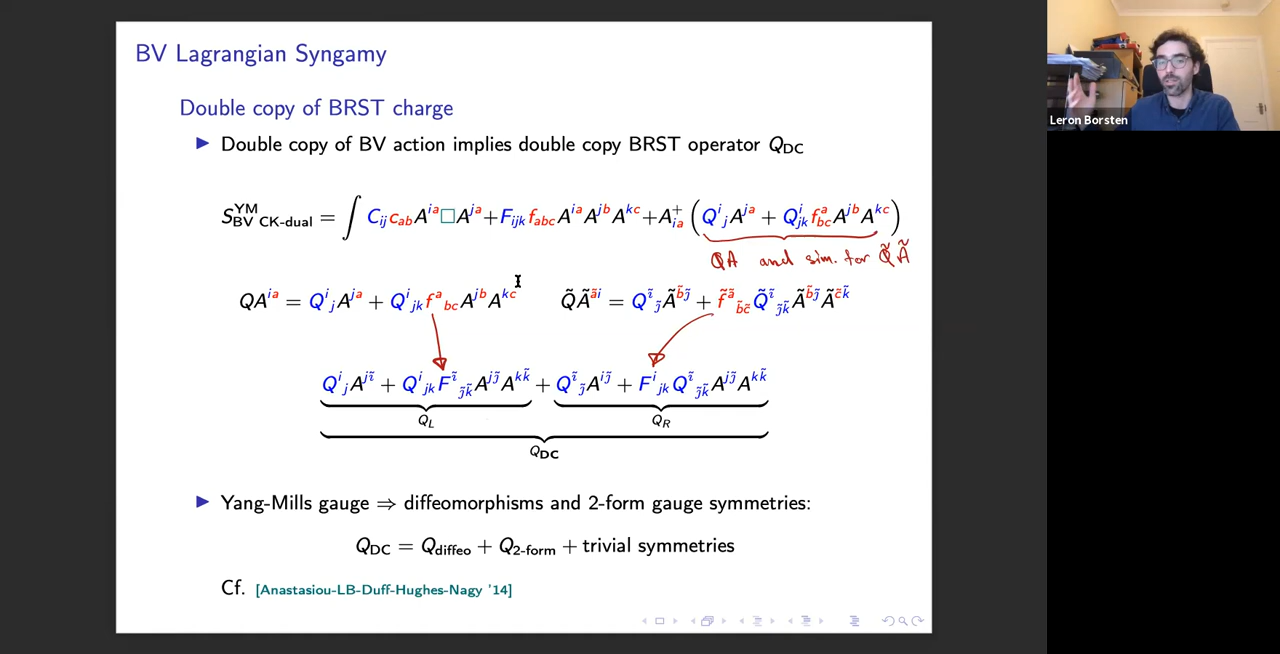 BV Lagrangian Syngamy
Double copy of BRST charge
▶ Double copy of BV action implies double copy BRST operator Q_DC
S^YM_BV CK-dual = ∫ C_ij c_ab A^ia □ A^ja + F_ijk f_abc A^ia A^jb A^kc + A^+_ia (Q^i_j A^ja + Q^i_jk f^a_bc A^jb A^kc)
QA and sim. for Q̃Ã
QA^ia = Q^i_j A^ja + Q^i_jk f^a_bc A^jb A^kc    Q̃Ã^ãi = Q^ĩ_j̃ Ã^b̃j̃ + f̃^ã_b̃c̃ Q̃^ĩ_j̃k̃ Ã^b̃j̃ Ã^c̃k̃
Q^i_j A^jĩ + Q^i_jk F^ĩ_j̃k̃ A^jj̃ A^kk̃ + Q^ĩ_j̃ A^ij̃ + F^i_jk Q^ĩ_j̃k̃ A^jj̃ A^kk̃
Q_L Q_R
Q_DC
▶ Yang-Mills gauge ⇒ diffeomorphisms and 2-form gauge symmetries:
Q_DC = Q_diffeo + Q_2-form + trivial symmetries
Cf. [Anastasiou-LB-Duff-Hughes-Nagy '14]
Leron Borsten